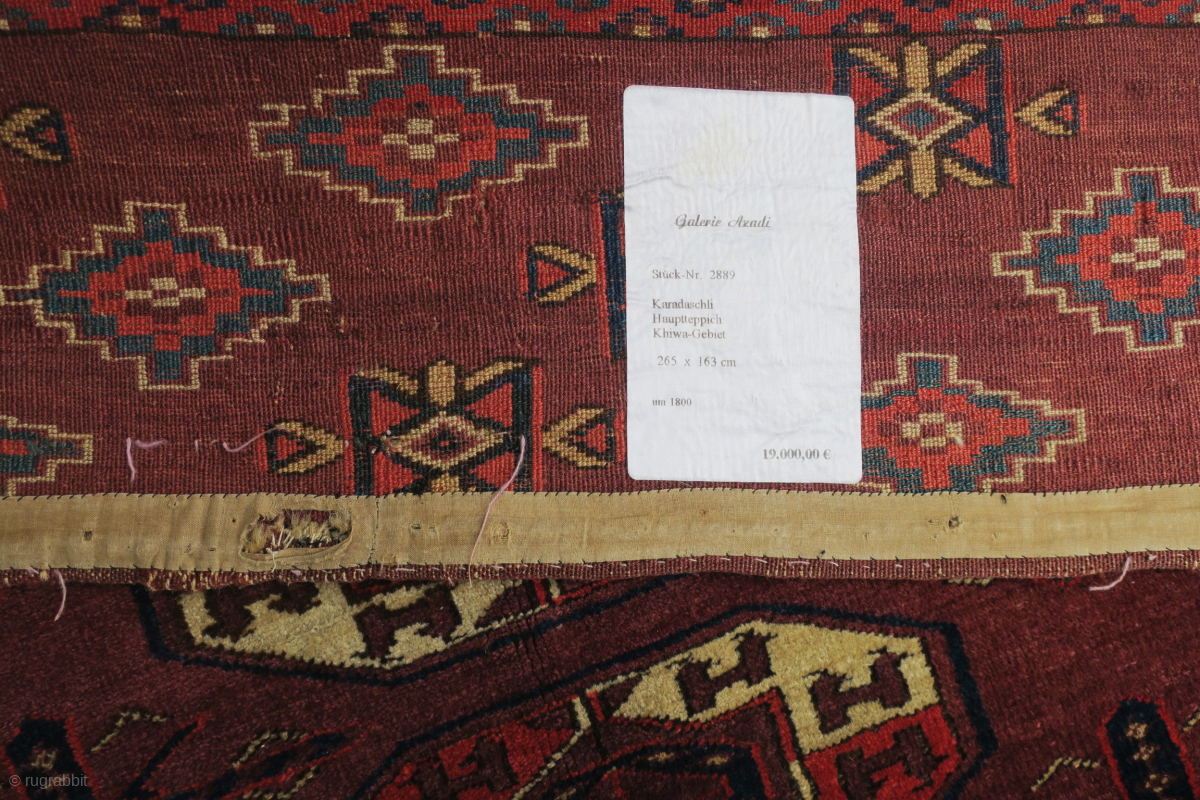 Galerie Azadi
Stück-Nr. 2889
Karadaschli
Hauptteppich
Khiwa-Gebiet
265 x 163 cm
um 1800
19.000,00 €
© rugrabbit